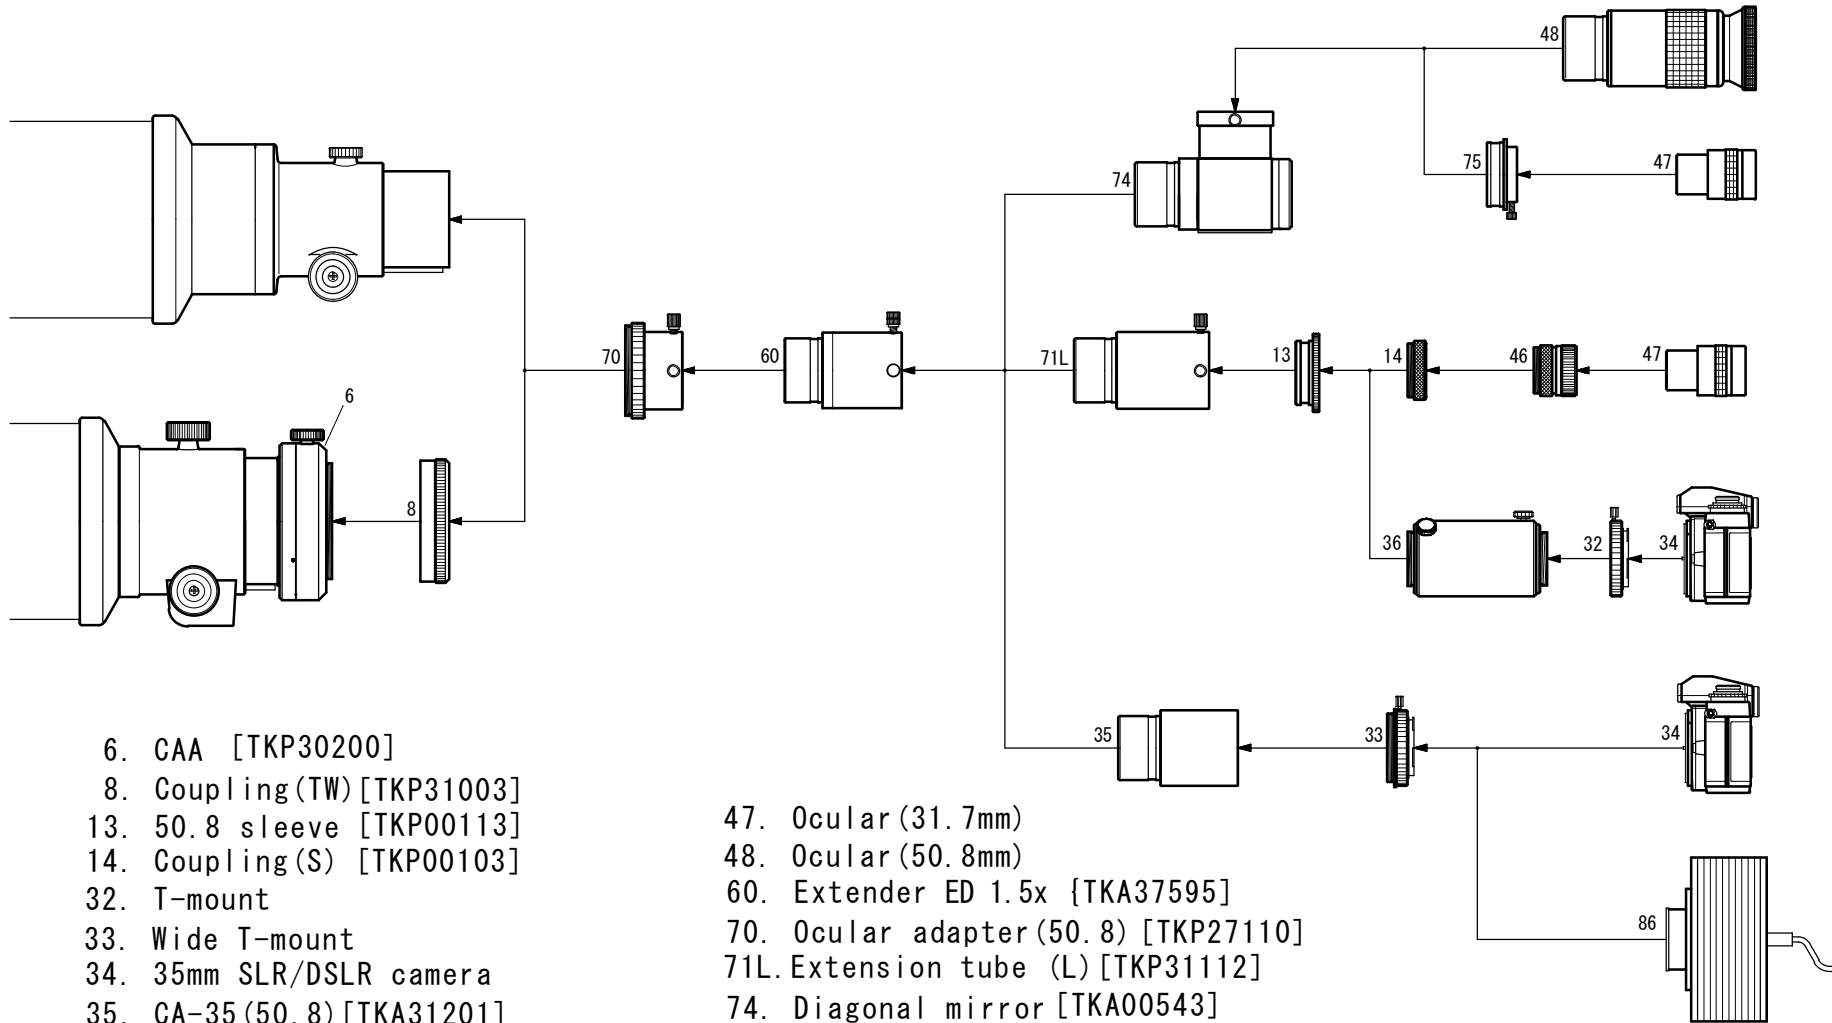 48
75
47
74
70
60
71L
13
14
46
47
6
8
36
32
34
35
33
34
86
6. CAA [TKP30200]
8. Coupling(TW)[TKP31003]
13. 50.8 sleeve [TKP00113]
14. Coupling(S) [TKP00103]
32. T-mount
33. Wide T-mount
34. 35mm SLR/DSLR camera
35. CA-35(50.8)[TKA31201]
47. Ocular(31.7mm)
48. Ocular(50.8mm)
60. Extender ED 1.5x {TKA37595]
70. Ocular adapter(50.8)[TKP27110]
71L.Extension tube (L)[TKP31112]
74. Diagonal mirror[TKA00543]